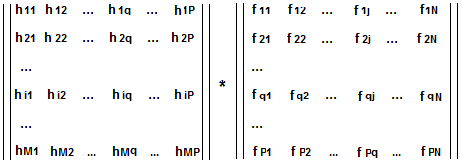 h11 h12 ... h1q ... h1P f11 f12 ... f1j ... f1N
h21 h22 ... h2q ... h2P f21 f22 ... f2j ... f2N
... ...
hi1 hi2 ... hiq ... hiP * fq1 fq2 ... fqj ... fqN
... ...
hM1 hM2 ... hMq ... hMP fP1 fP2 ... fPq ... fPN